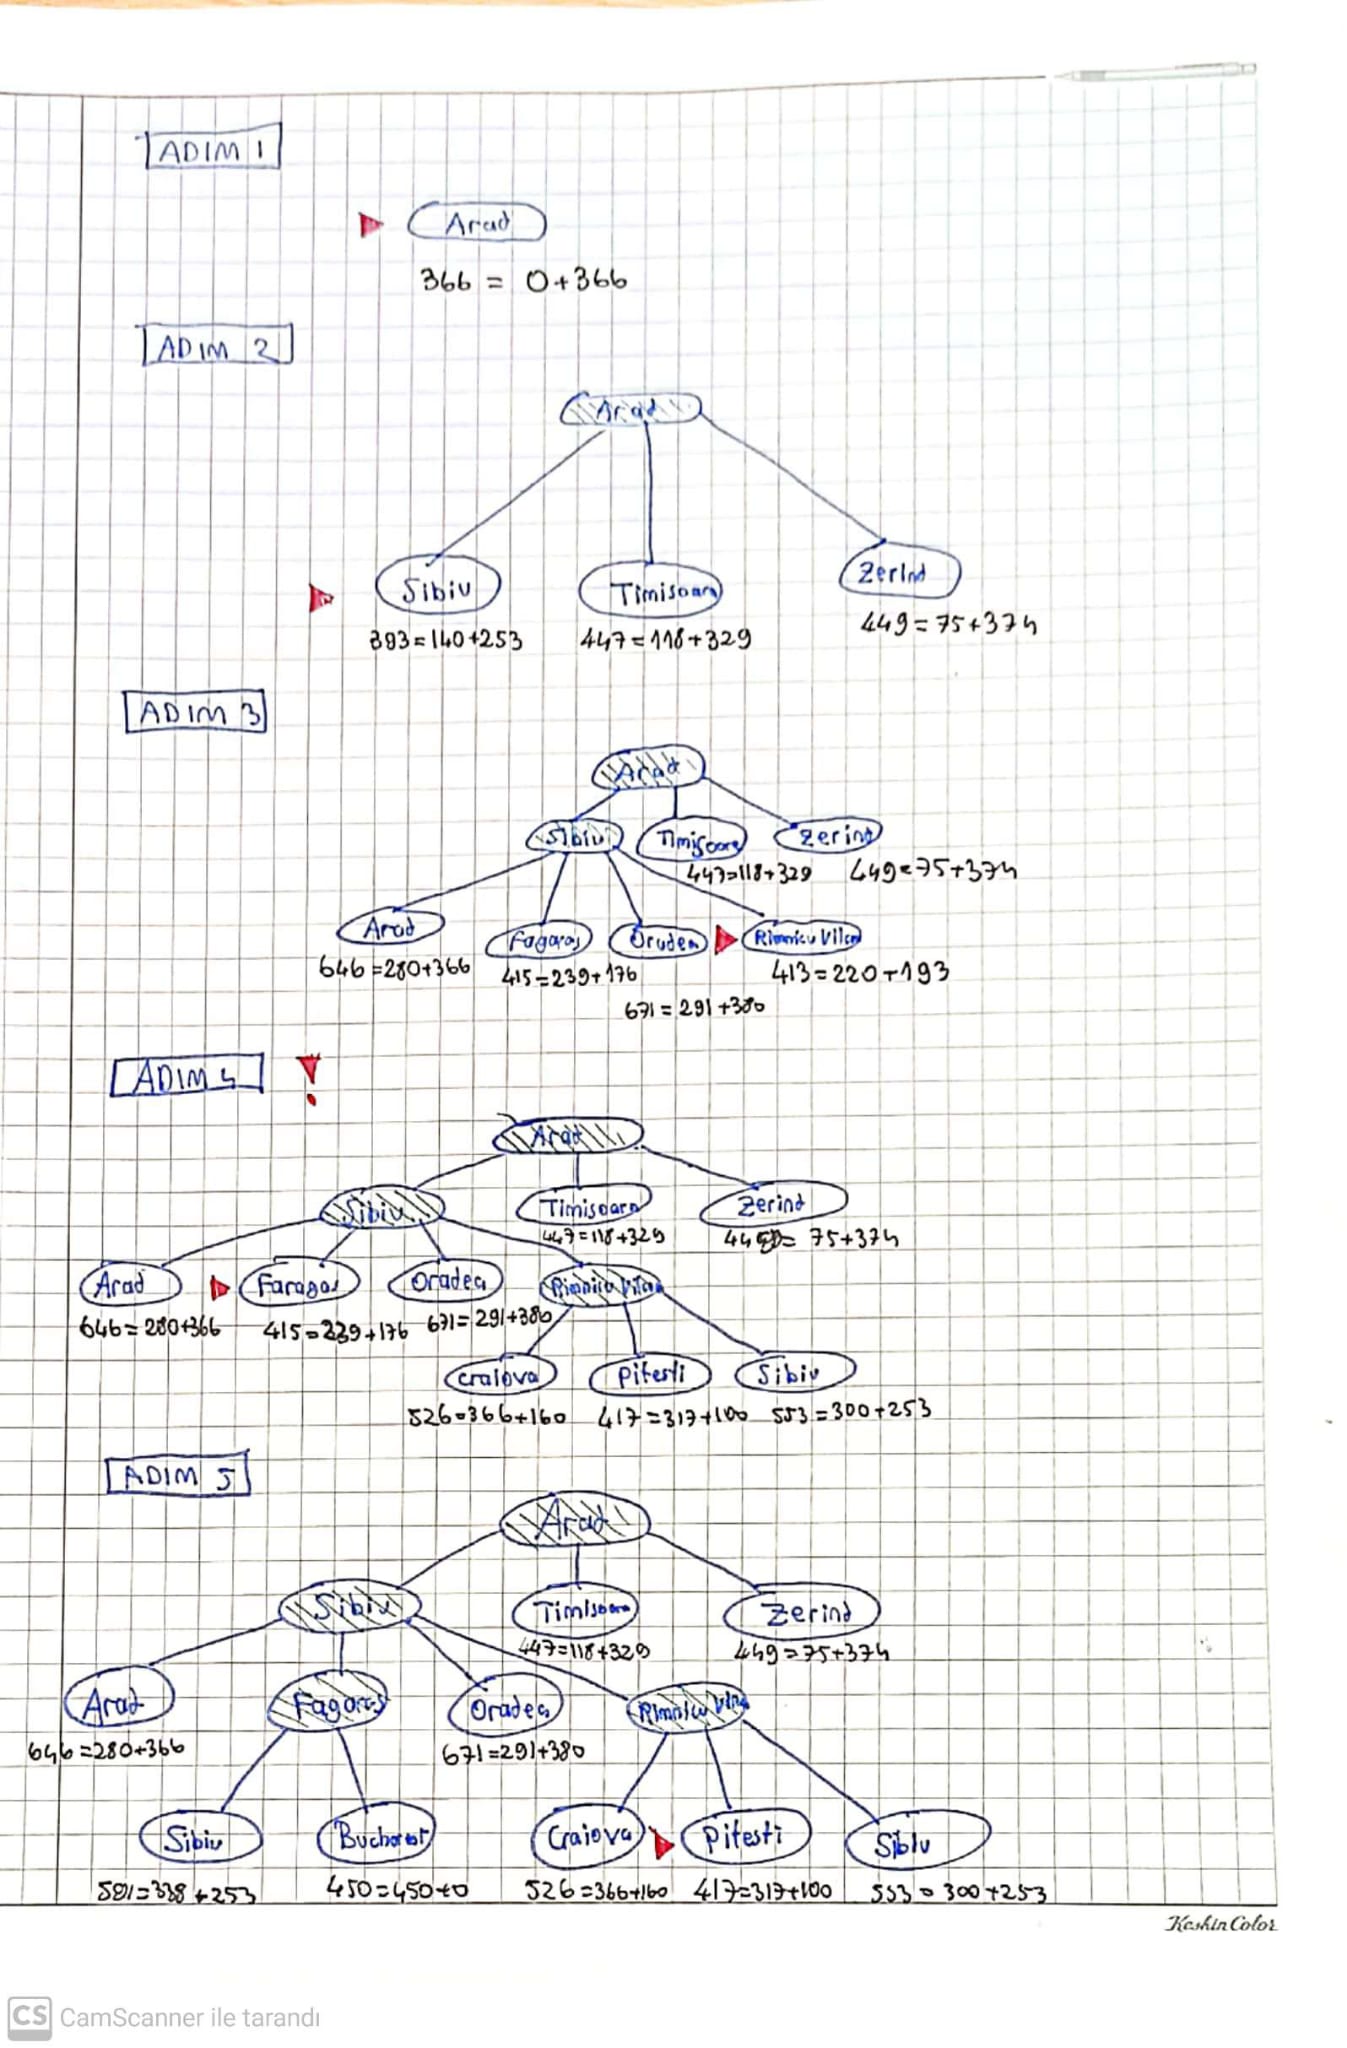 ADIM 1
Arad
366 = 0+366
ADIM 2
Arad
Sibiu Timisoara Zerind
393=140+253 447=118+329 449=75+374
ADIM 3
Arad
Sibiu Timisoara Zerind
447=118+329 449=75+374
Arad Fagaras Oradea Rimnicu Vilcea
646=280+366 415=239+176 413=220+193
671=291+380
ADIM 4 !
Arad
Sibiu Timisoara Zerind
447=118+329 449= 75+374
Arad Faragas Oradea Rimnicu Vilcea
646=280+366 415=239+176 671=291+380
Craiova Pitesti Sibiu
526=366+160 417=317+100 553=300+253
ADIM 5
Arad
Sibiu Timisoara Zerind
447=118+329 449=75+374
Arad Fagaras Oradea Rimnicu Vilcea
646=280+366 671=291+380
Sibiu Bucharest Craiova Pitesti Sibiu
591=338+253 450=450+0 526=366+160 417=317+100 553=300+253
KeskinColor
CS CamScanner ile tarandı